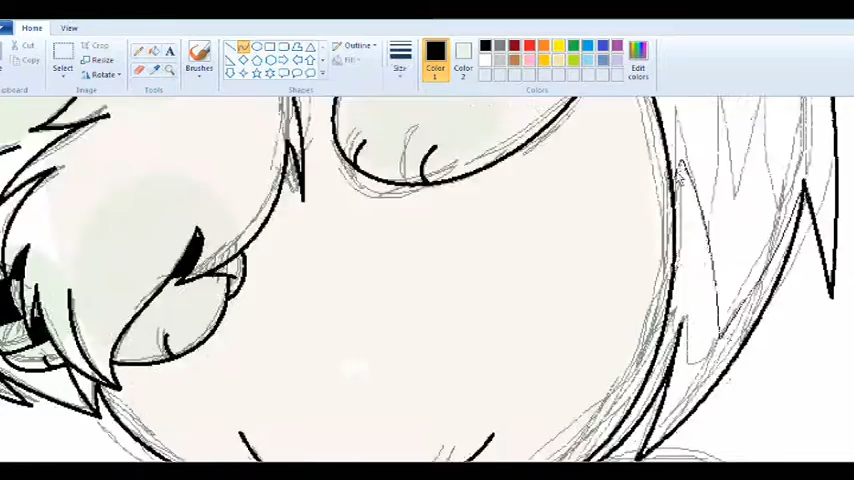 Home View
Cut
Copy
Select
Crop
Resize
Rotate
A
Brushes
Outline
Fill
Size
Color
1
Color
2
Edit
colors
Image
Tools
Shapes
Colors